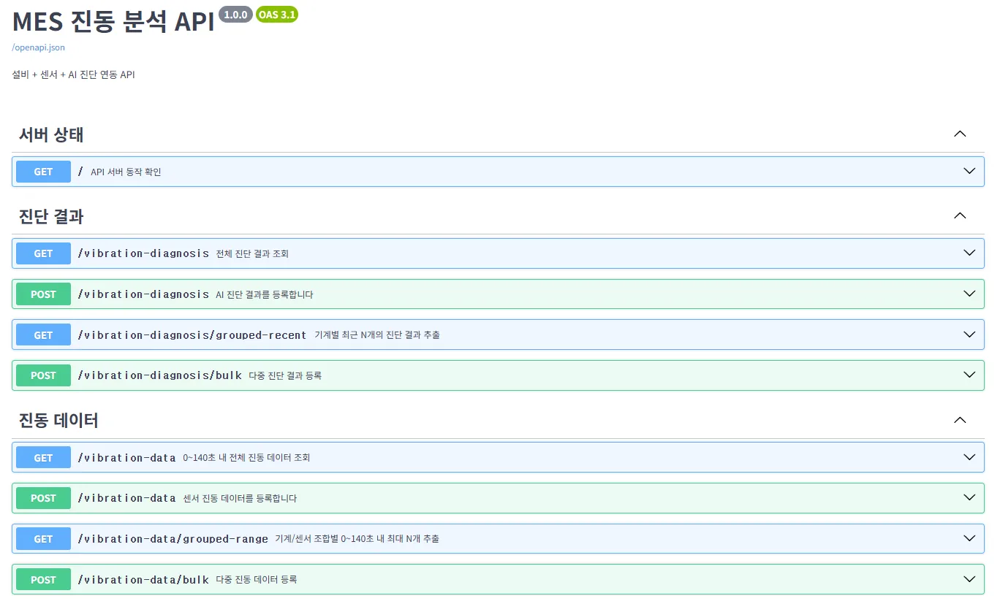 MES 진동 분석 API 1.0.0 OAS 3.1
/openapi.json
설비 + 센서 + AI 진단 연동 API
서버 상태
GET / API 서버 동작 확인
진단 결과
GET /vibration-diagnosis 전체 진단 결과 조회
POST /vibration-diagnosis AI 진단 결과를 등록합니다
GET /vibration-diagnosis/grouped-recent 기계별 최근 N개의 진단 결과 추출
POST /vibration-diagnosis/bulk 다중 진단 결과 등록
진동 데이터
GET /vibration-data 0~140초 내 전체 진동 데이터 조회
POST /vibration-data 센서 진동 데이터를 등록합니다
GET /vibration-data/grouped-range 기계/센서 조합별 0~140초 내 최대 N개 추출
POST /vibration-data/bulk 다중 진동 데이터 등록